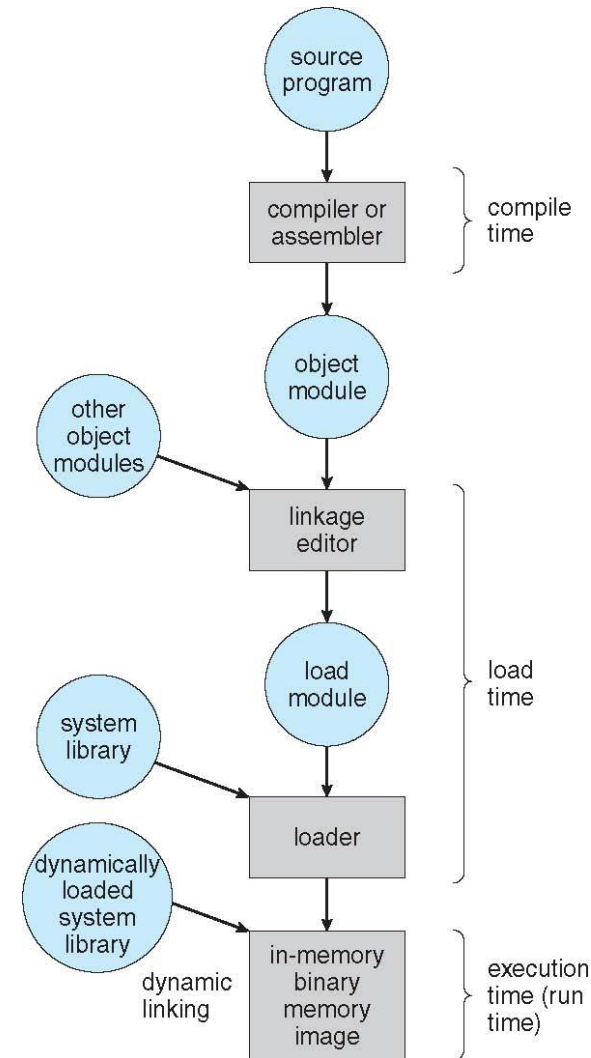 source
program
compiler or
assembler
compile
time
object
module
other
object
modules
linkage
editor
load
module
load
time
system
library
loader
dynamically
loaded
system
library
dynamic
linking
in-memory
binary
memory
image
execution
time (run
time)